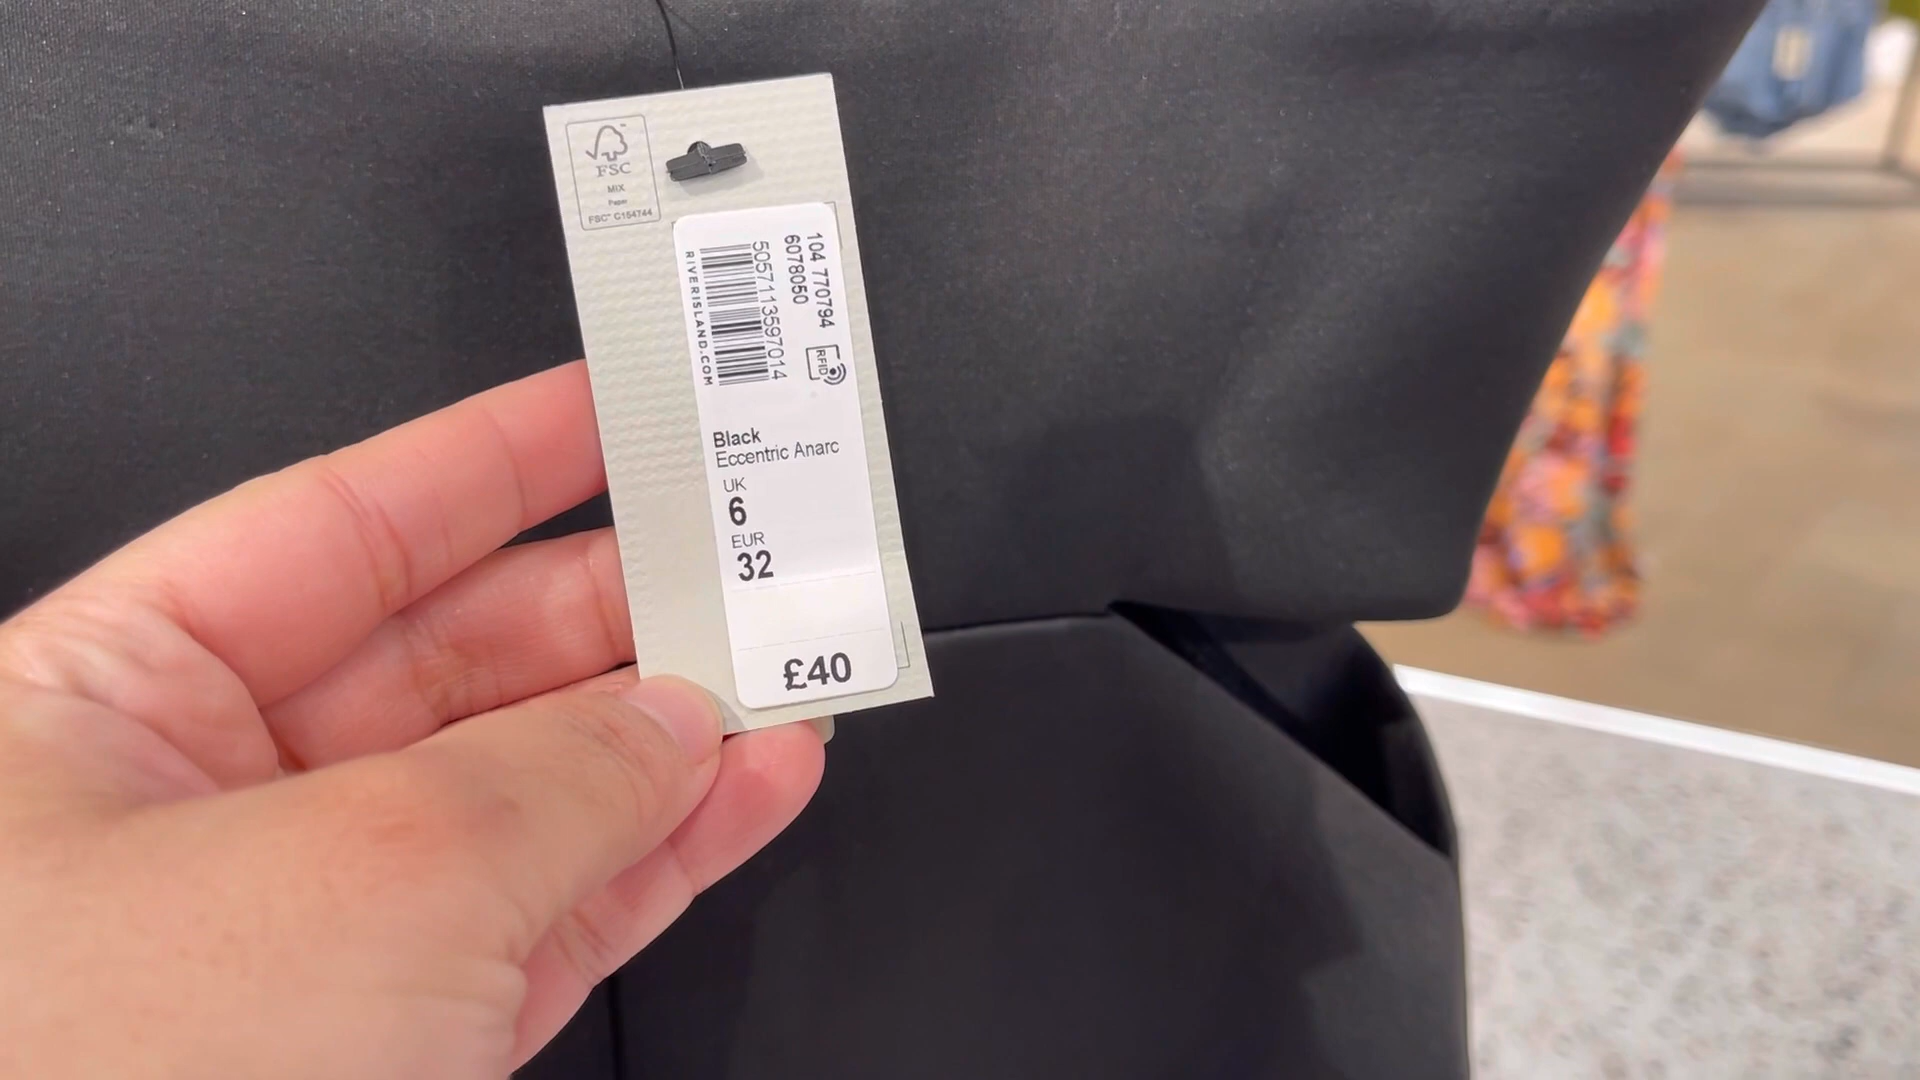 FSC
MIX
Paper
FSC™ C154744
104 770794
6078050
5057113597014
RIVERISLAND.COM
RFID
Black
Eccentric Anarc
UK
6
EUR
32
£40